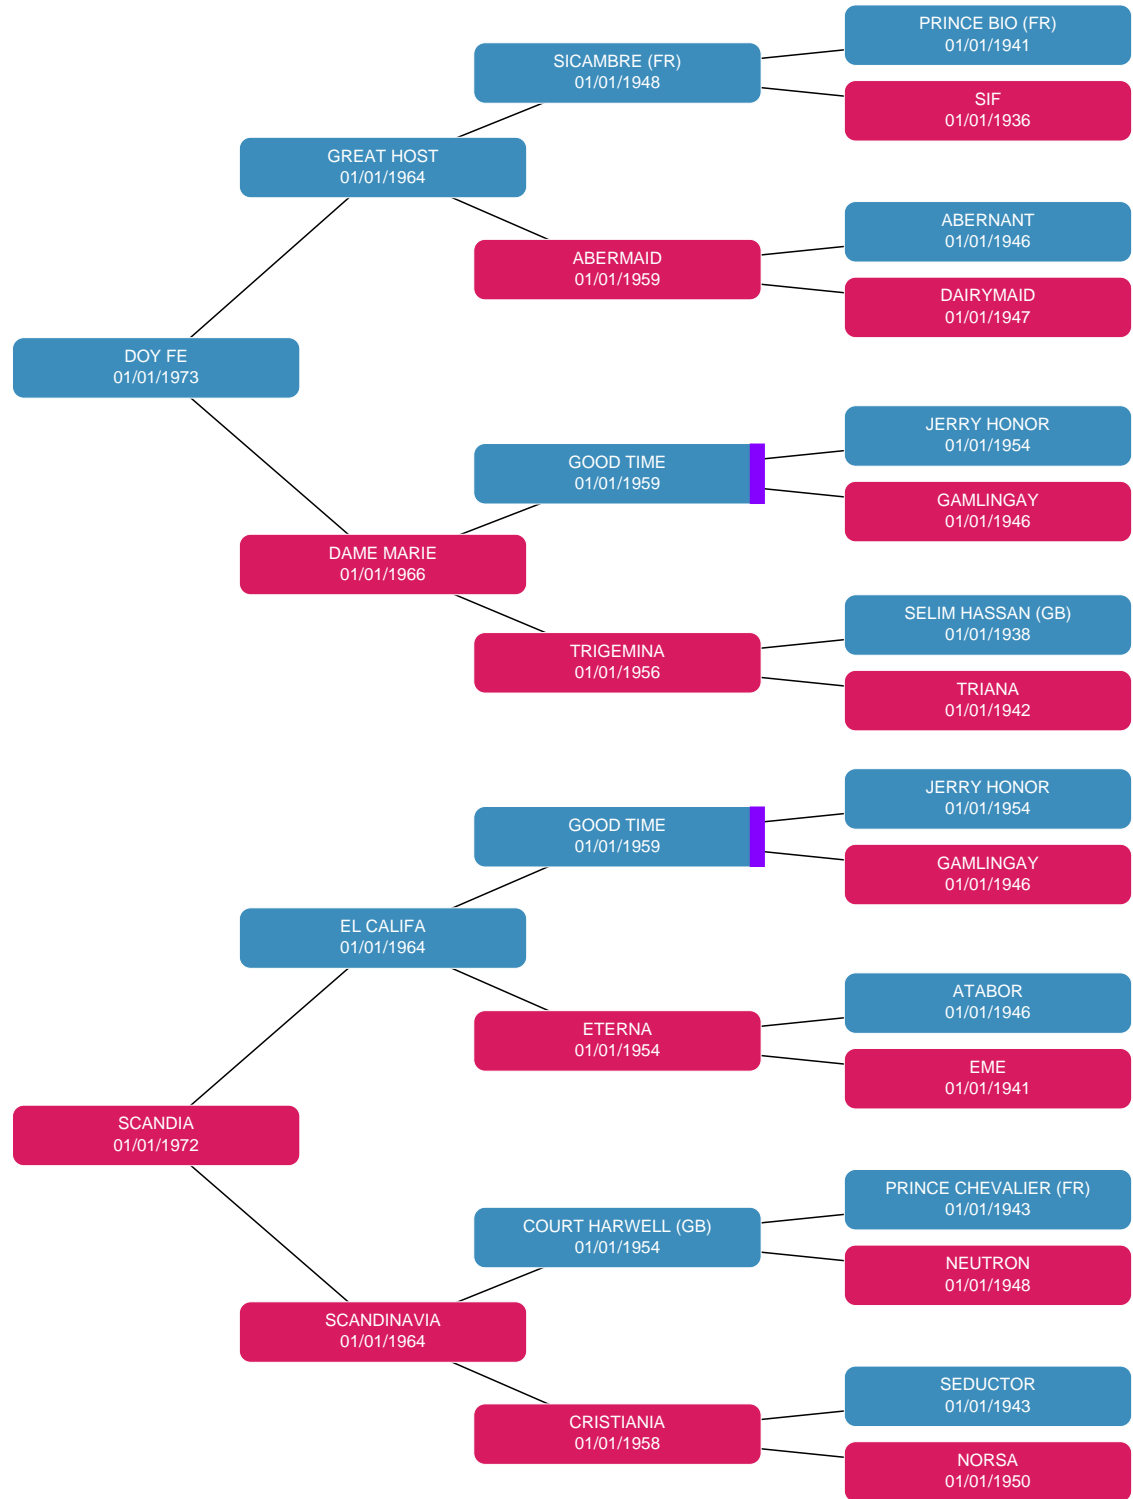 PRINCE BIO (FR)
01/01/1941
SICAMBRE (FR)
01/01/1948
SIF
01/01/1936
GREAT HOST
01/01/1964
ABERNANT
01/01/1946
ABERMAID
01/01/1959
DAIRYMAID
01/01/1947
DOY FE
01/01/1973
JERRY HONOR
01/01/1954
GOOD TIME
01/01/1959
GAMLINGAY
01/01/1946
DAME MARIE
01/01/1966
SELIM HASSAN (GB)
01/01/1938
TRIGEMINA
01/01/1956
TRIANA
01/01/1942
JERRY HONOR
01/01/1954
GOOD TIME
01/01/1959
GAMLINGAY
01/01/1946
EL CALIFA
01/01/1964
ATABOR
01/01/1946
ETERNA
01/01/1954
EME
01/01/1941
SCANDIA
01/01/1972
PRINCE CHEVALIER (FR)
01/01/1943
COURT HARWELL (GB)
01/01/1954
NEUTRON
01/01/1948
SCANDINAVIA
01/01/1964
SEDUCTOR
01/01/1943
CRISTIANIA
01/01/1958
NORSA
01/01/1950